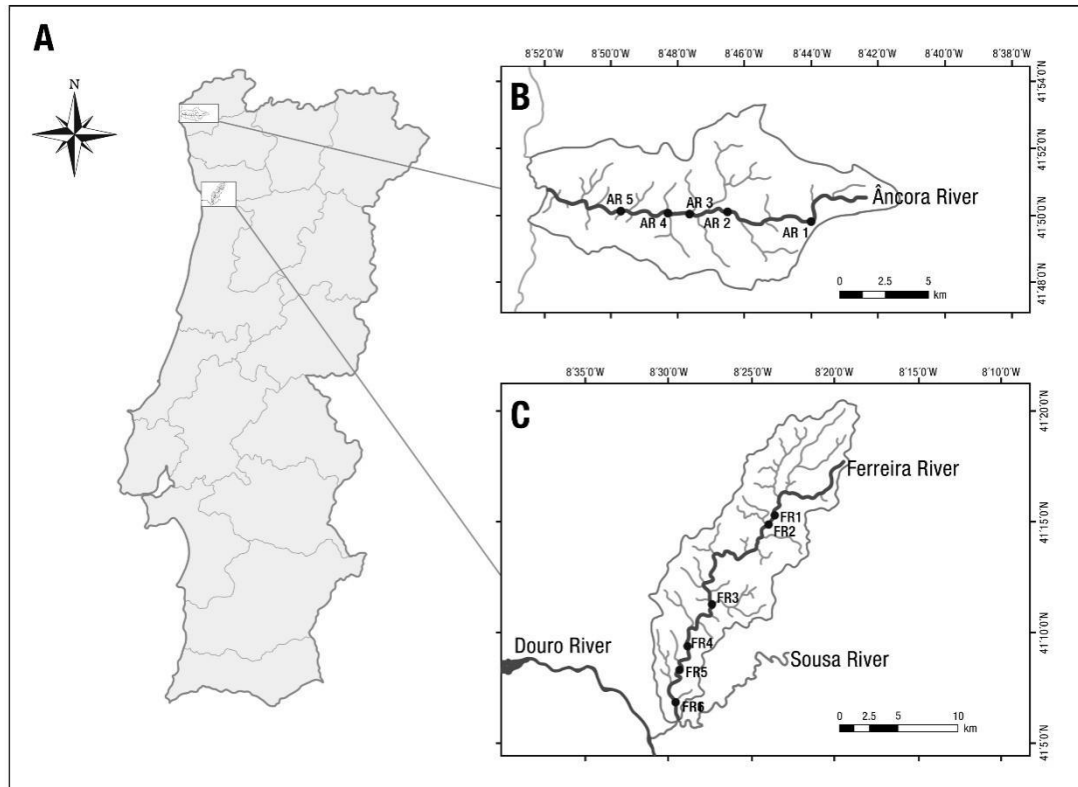 A
N
B
8˚52´0˝W 8˚50´0˝W 8˚48´0˝W 8˚46´0˝W 8˚44´0˝W 8˚42´0˝W 8˚40´0˝W 8˚38´0˝W
41˚54´0˝N
41˚52´0˝N
41˚50´0˝N
41˚48´0˝N
Âncora River
AR 5
AR 4
AR 3
AR 2
AR 1
0 2.5 5
km
C
8˚35´0˝W 8˚30´0˝W 8˚25´0˝W 8˚20´0˝W 8˚15´0˝W 8˚10´0˝W
41˚20´0˝N
41˚15´0˝N
41˚10´0˝N
41˚5´0˝N
Ferreira River
FR1
FR2
FR3
FR4
FR5
FR6
Douro River
Sousa River
0 2.5 5 10
km